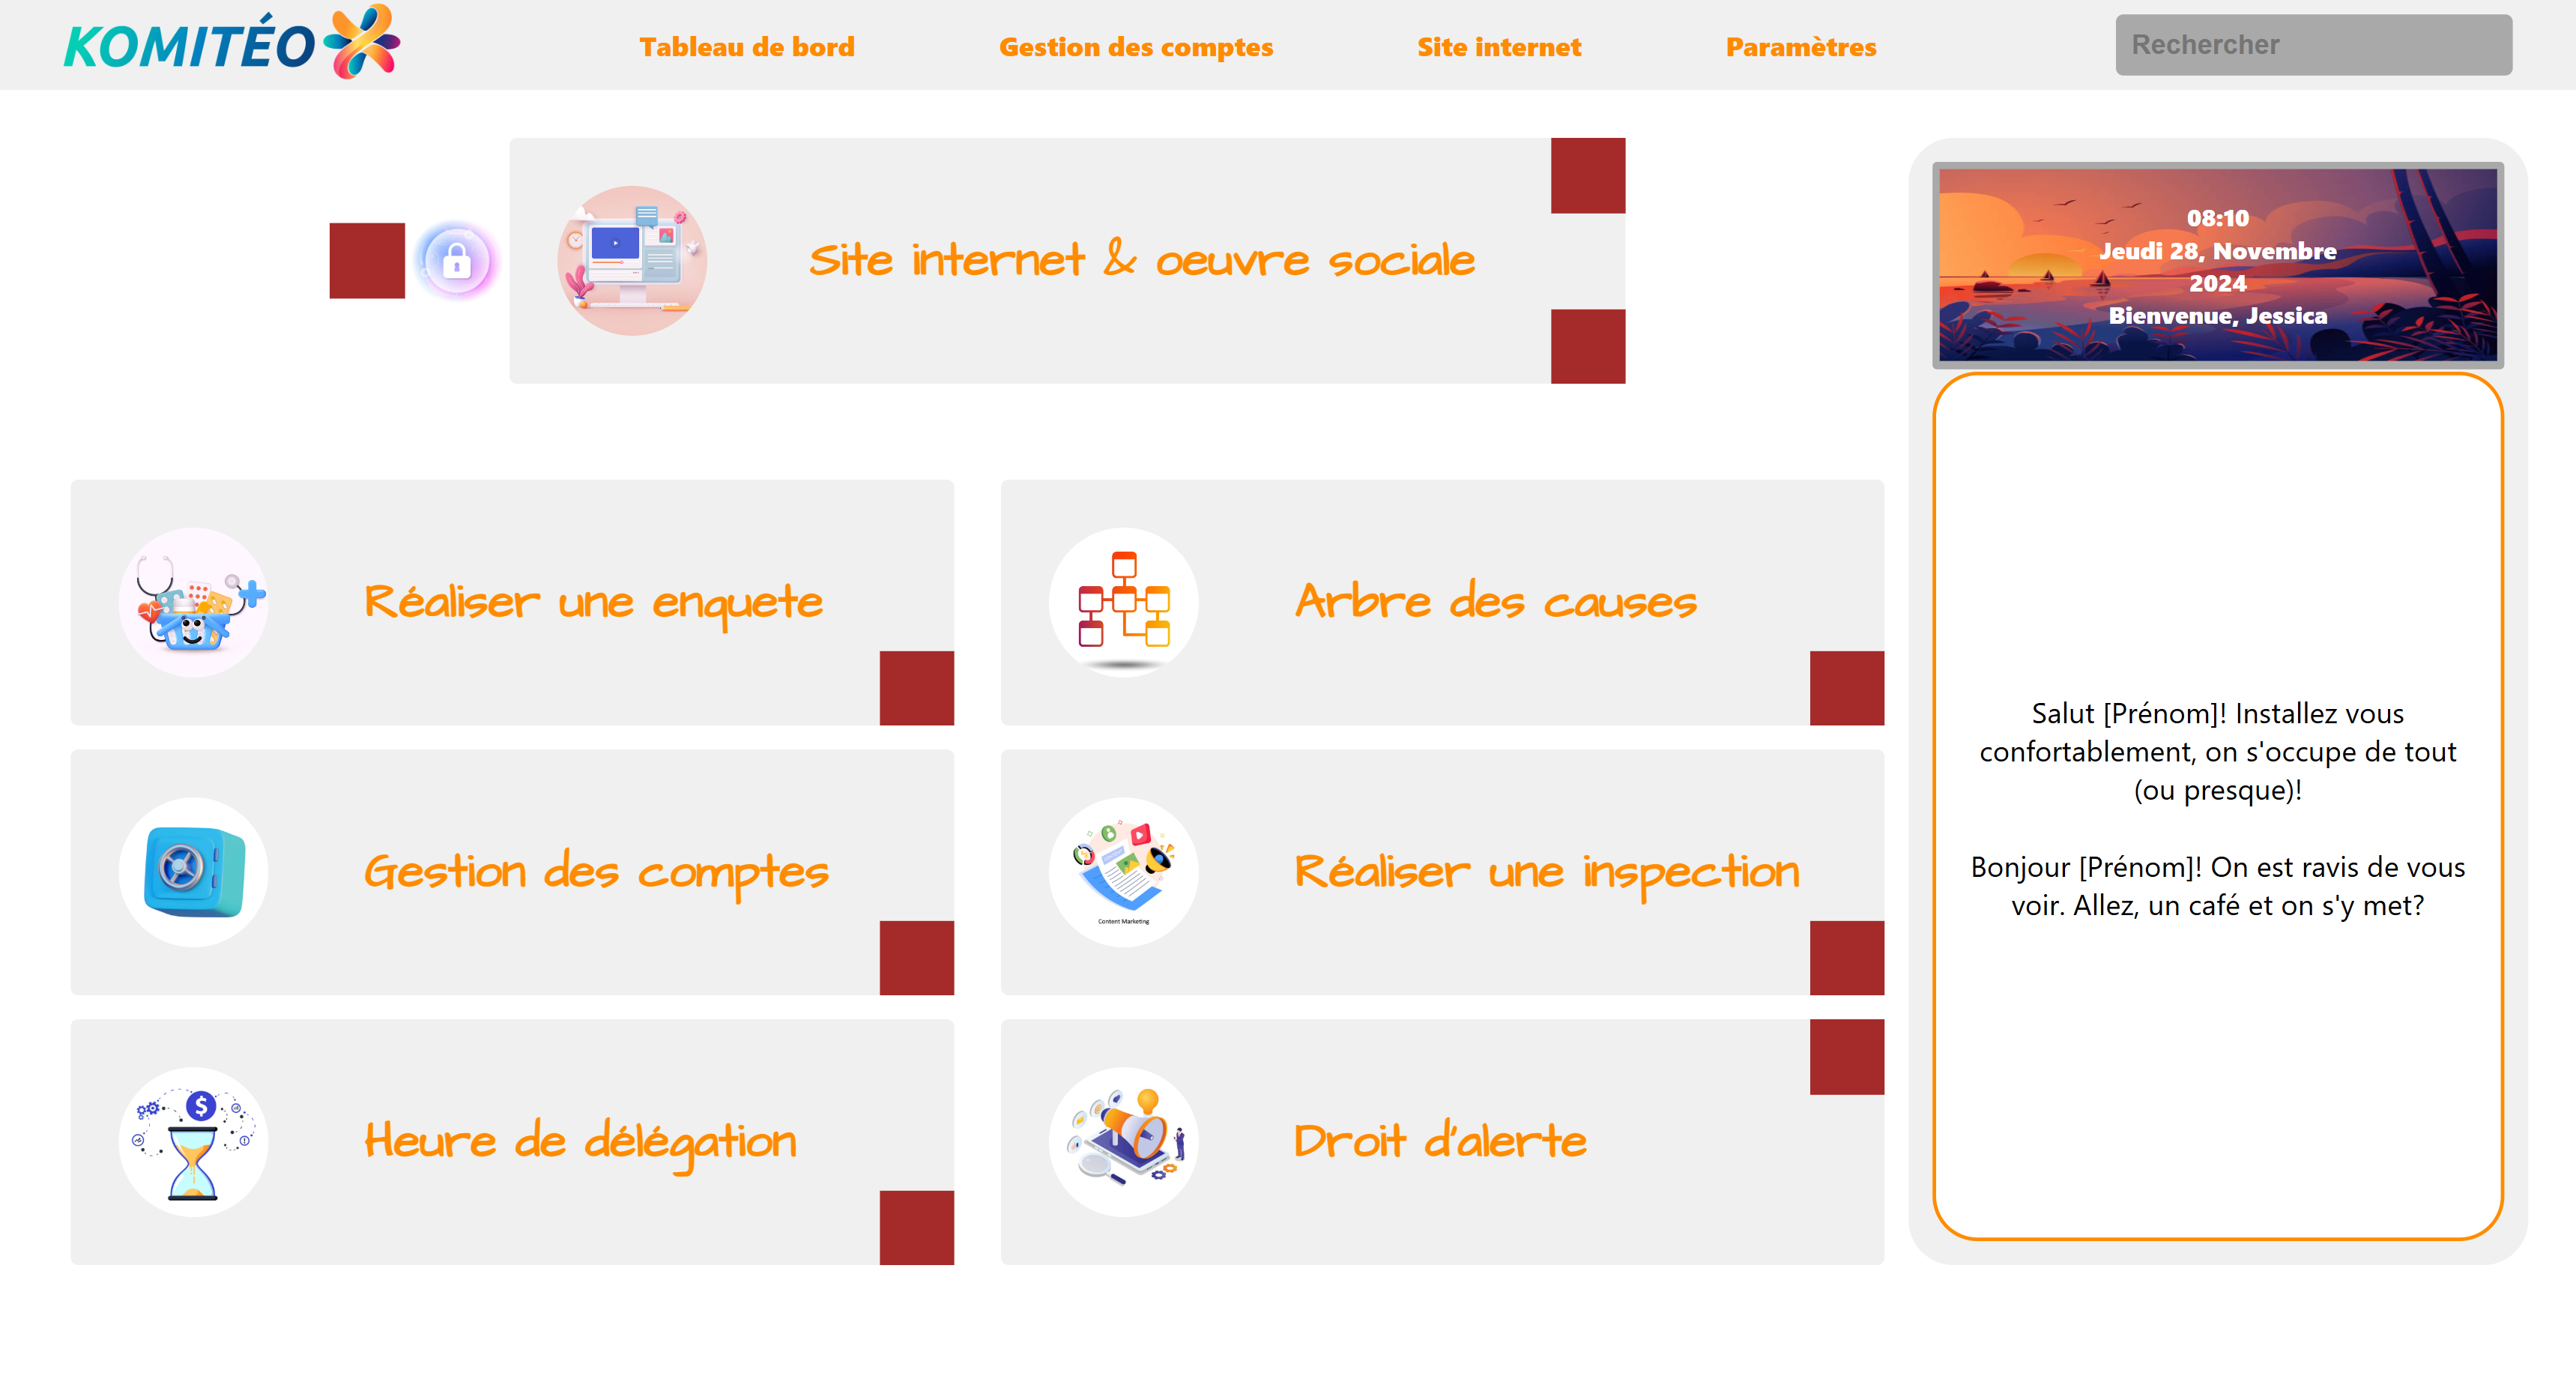 KOMITÉO
Tableau de bord
Gestion des comptes
Site internet
Paramètres
Rechercher
Site internet & oeuvre sociale
08:10
Jeudi 28, Novembre
2024
Bienvenue, Jessica
Réaliser une enquete
Arbre des causes
Gestion des comptes
Réaliser une inspection
Content Marketing
Heure de délégation
$
Droit d'alerte
Salut [Prénom]! Installez vous
confortablement, on s'occupe de tout
(ou presque)!
Bonjour [Prénom]! On est ravis de vous
voir. Allez, un café et on s'y met?